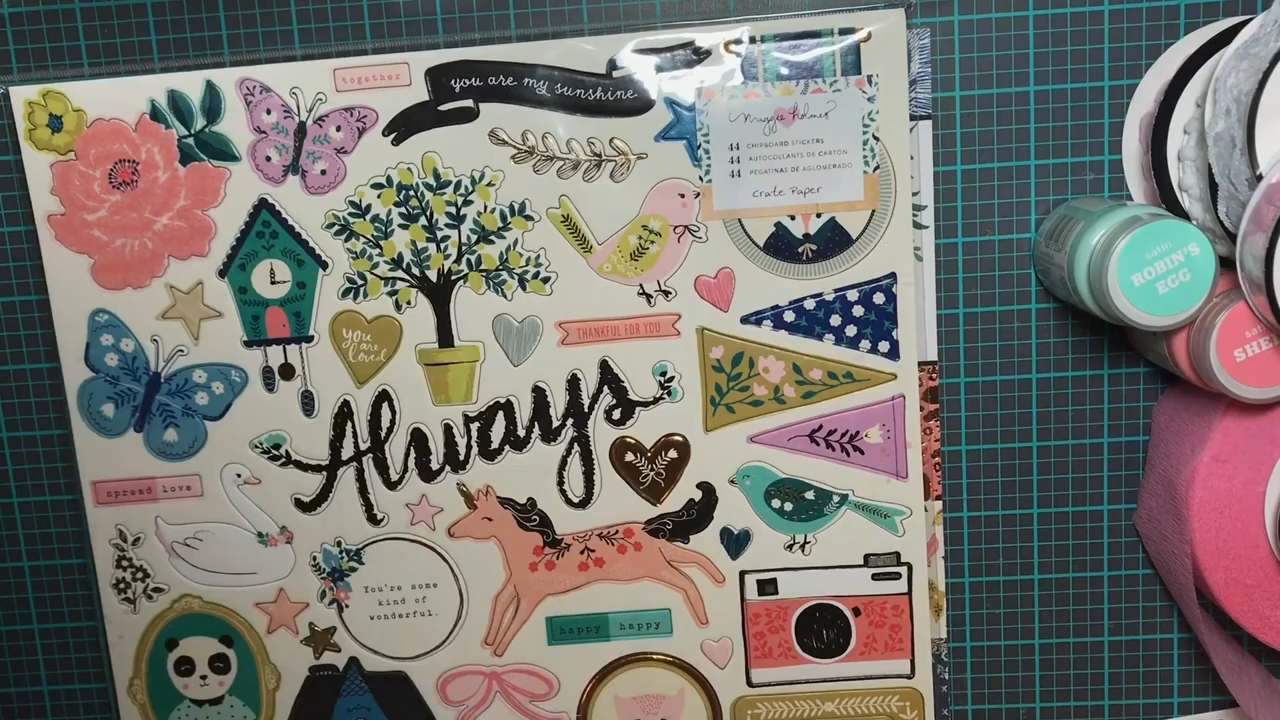 together
you are my sunshine
maggie holmes
44 CHIPBOARD STICKERS
44 AUTOCOLLANTS DE CARTON
44 PEGATINAS DE AGLOMERADO
crate Paper
satin
ROBIN'S
EGG
you
are
loved
THANKFUL FOR YOU
SHE
Always
spread love
You're some
kind of
wonderful.
happy happy